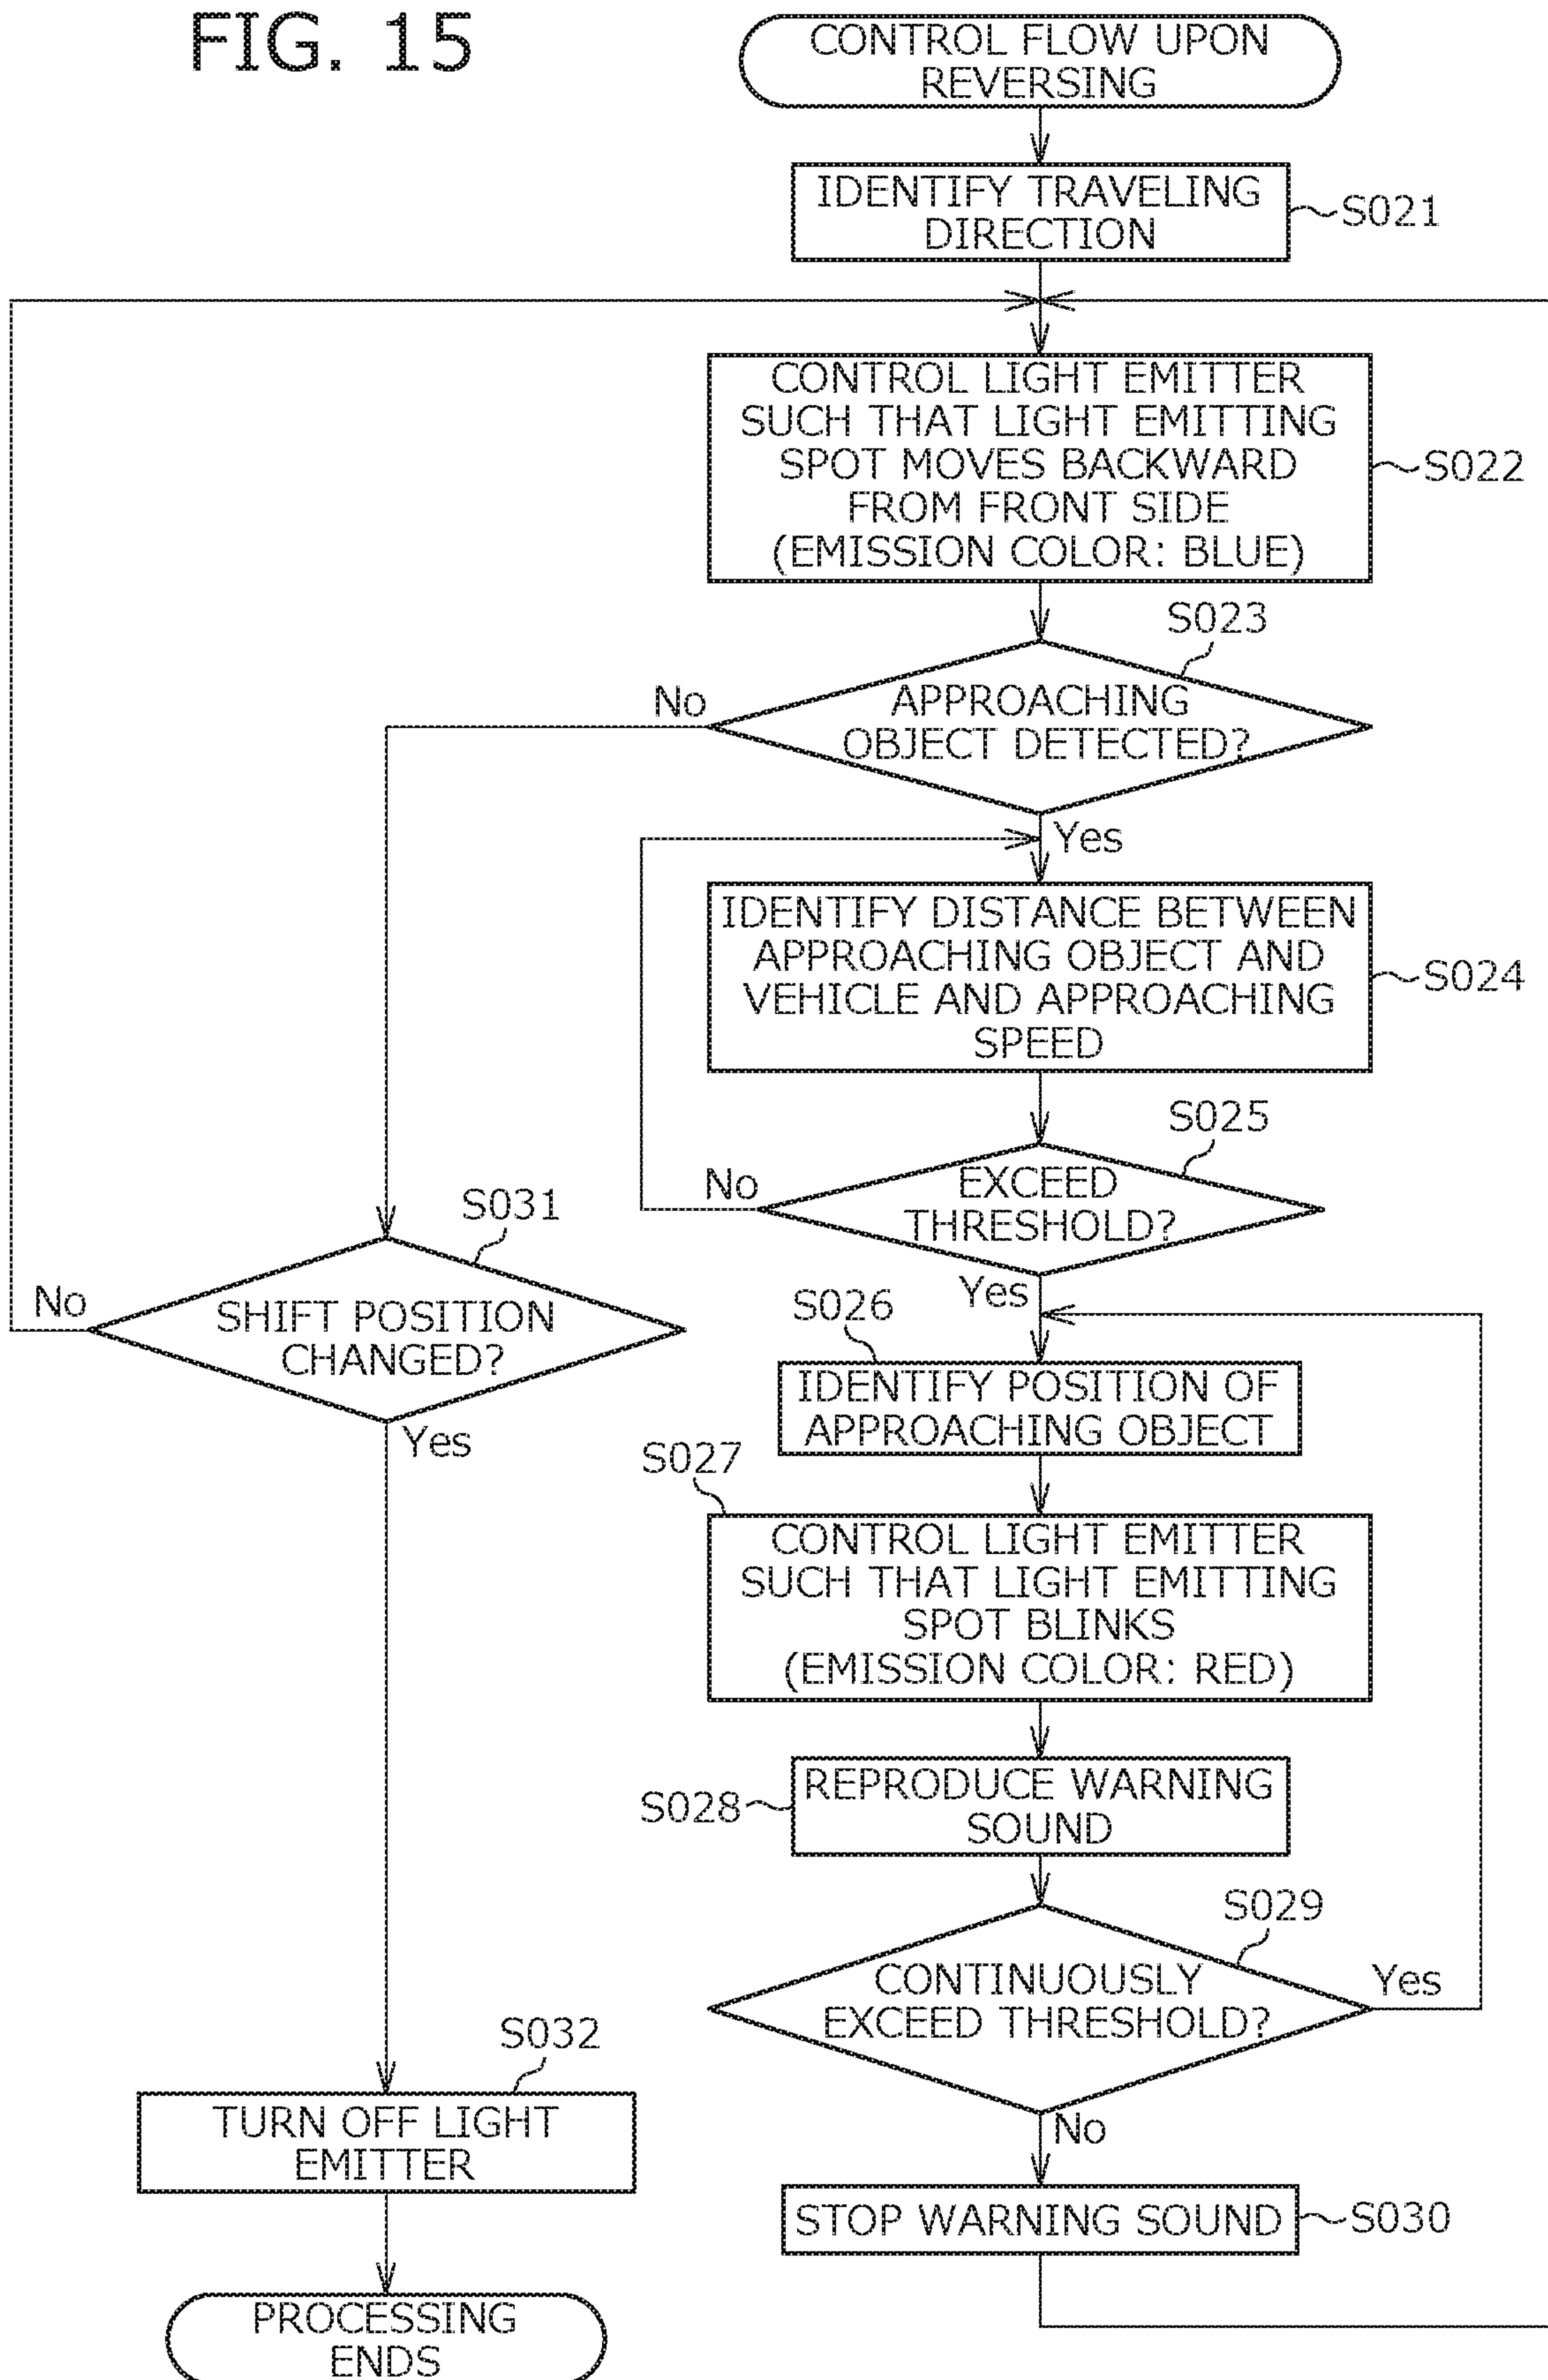 FIG. 15
CONTROL FLOW UPON
REVERSING
IDENTIFY TRAVELING
DIRECTION
S021
CONTROL LIGHT EMITTER
SUCH THAT LIGHT EMITTING
SPOT MOVES BACKWARD
FROM FRONT SIDE
(EMISSION COLOR: BLUE)
S022
S023
No
APPROACHING
OBJECT DETECTED?
Yes
IDENTIFY DISTANCE BETWEEN
APPROACHING OBJECT AND
VEHICLE AND APPROACHING
SPEED
S024
S025
No
EXCEED
THRESHOLD?
Yes
S031
No
SHIFT POSITION
CHANGED?
Yes
S026
IDENTIFY POSITION OF
APPROACHING OBJECT
S027
CONTROL LIGHT EMITTER
SUCH THAT LIGHT EMITTING
SPOT BLINKS
(EMISSION COLOR: RED)
S028
REPRODUCE WARNING
SOUND
S029
CONTINUOUSLY
EXCEED THRESHOLD?
Yes
No
S032
TURN OFF LIGHT
EMITTER
STOP WARNING SOUND
S030
PROCESSING
ENDS